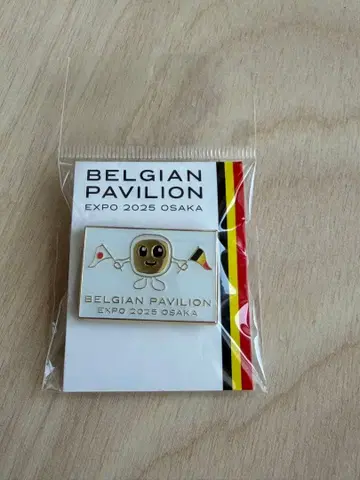 BELGIAN
PAVILION
EXPO 2025 OSAKA
BELGIAN PAVILION
EXPO 2025 OSAKA